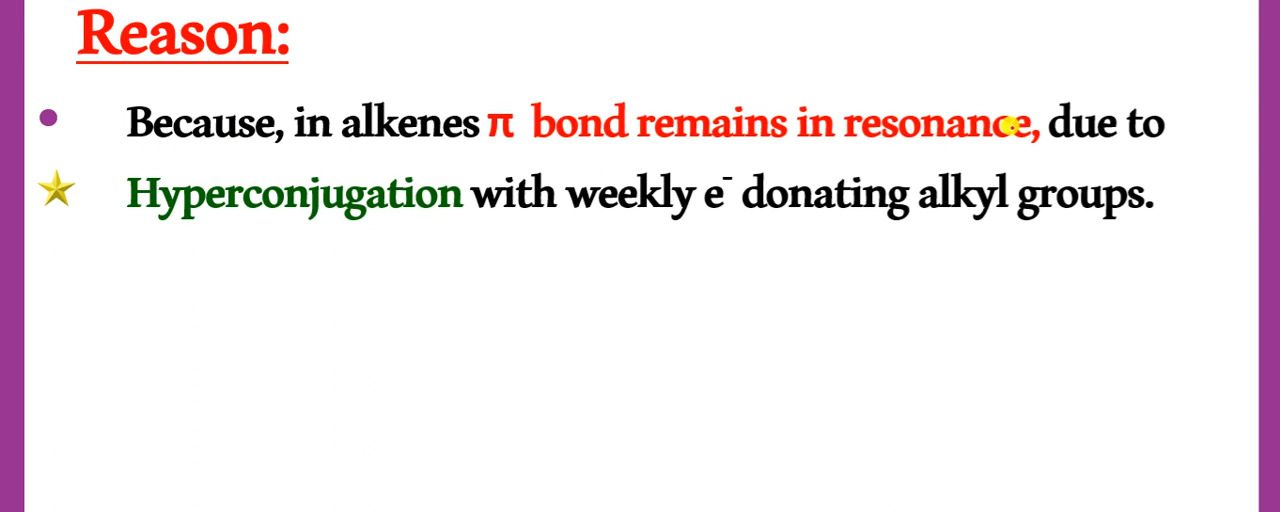 Reason:
Because, in alkenes π bond remains in resonance, due to
Hyperconjugation with weekly e⁻ donating alkyl groups.